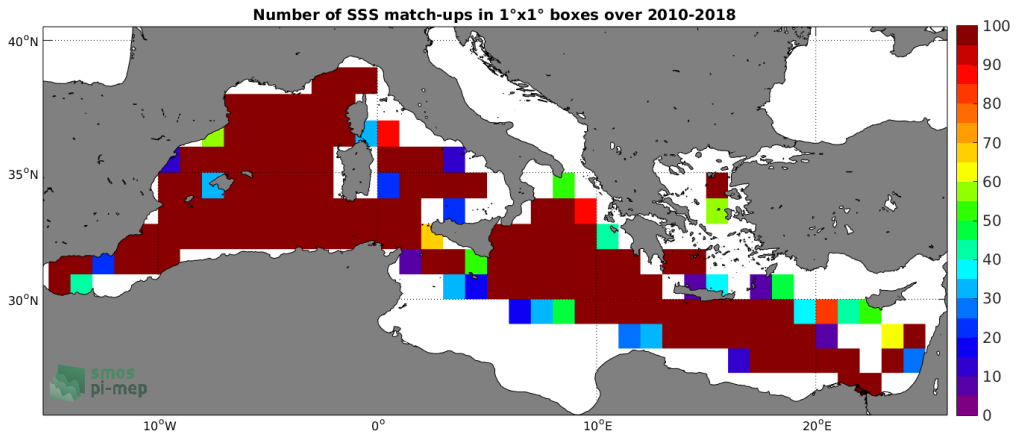 Number of SSS match-ups in 1°x1° boxes over 2010-2018
40°N
35°N
30°N
10°W
0°
10°E
20°E
100
90
80
70
60
50
40
30
20
10
0
smos
pi-mep